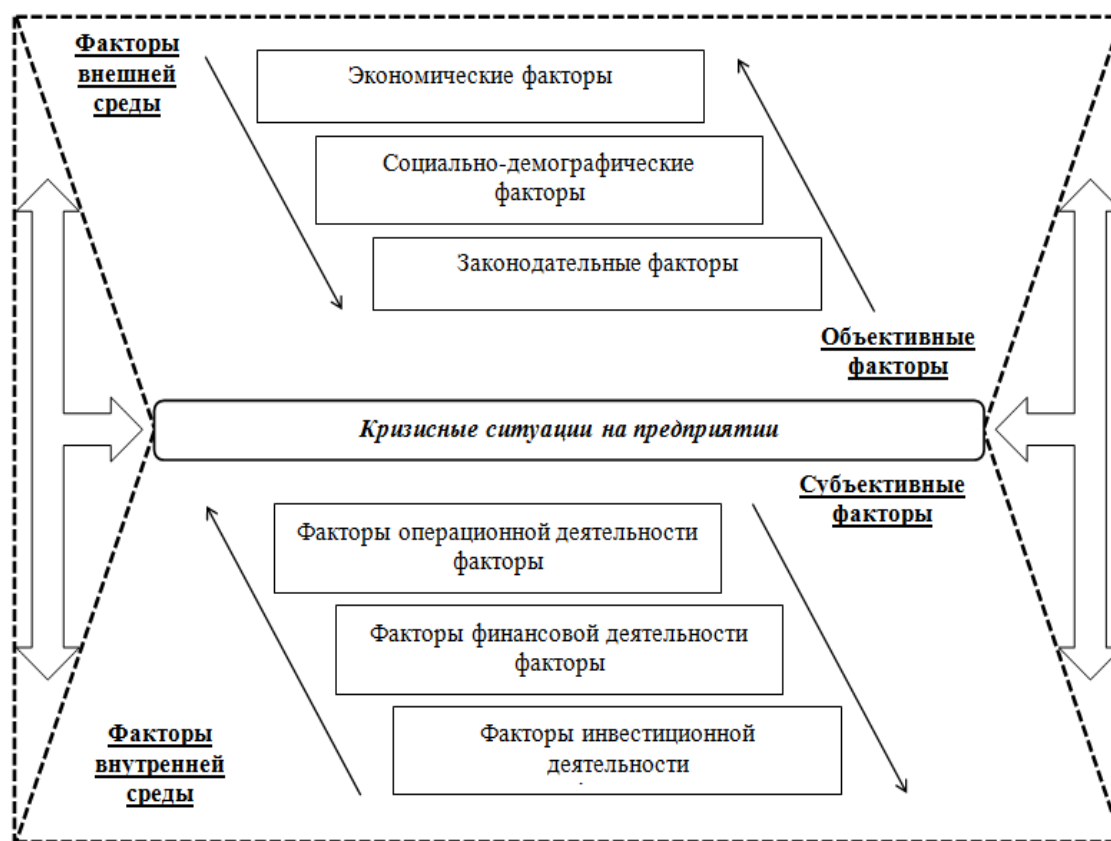 Факторы
внешней
среды
Экономические факторы
Социально-демографические
факторы
Законодательные факторы
Объективные
факторы
Кризисные ситуации на предприятии
Субъективные
факторы
Факторы операционной деятельности
факторы
Факторы финансовой деятельности
факторы
Факторы инвестиционной
деятельности
Факторы
внутренней
среды